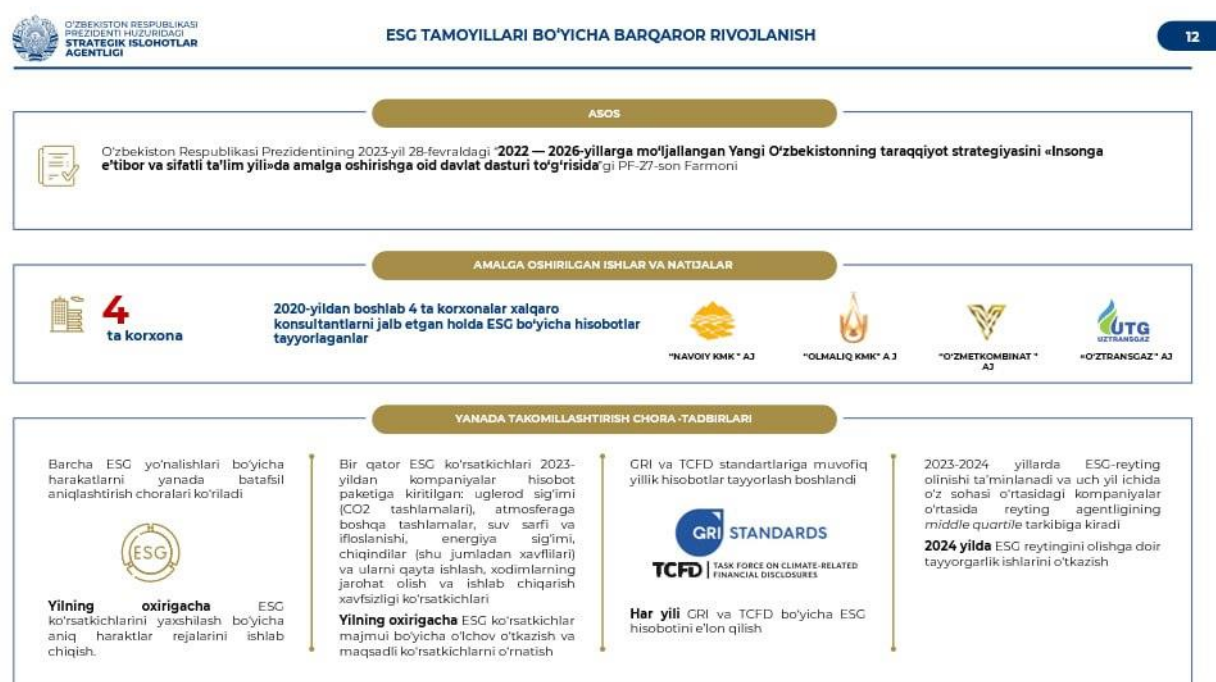 O'ZBEKISTON RESPUBLIKASI
PREZIDENTI HUZURIDAGI
STRATEGIK ISLOHOTLAR
AGENTLIGI
ESG TAMOYILLARI BO'YICHA BARQAROR RIVOJLANISH
12
ASOS
O'zbekiston Respublikasi Prezidentining 2023-yil 28-fevraldagi "2022 — 2026-yillarga mo'ljallangan Yangi O'zbekistonning taraqqiyot strategiyasini «Insonga
e'tibor va sifatli ta'lim yili»da amalga oshirishga oid davlat dasturi to'g'risida"gi PF-27-son Farmoni
AMALGA OSHIRILGAN ISHLAR VA NATIJALAR
4
ta korxona
2020-yildan boshlab 4 ta korxonalar xalqaro
konsultantlarni jalb etgan holda ESG bo'yicha hisobotlar
tayyorlaganlar
"NAVOIY KMK " AJ
"OLMALIQ KMK" A J
"O'ZMETKOMBINAT "
AJ
UTG
UZTRANSGAZ
«O'ZTRANSGAZ" AJ
YANADA TAKOMILLASHTIRISH CHORA -TADBIRLARI
Barcha ESG yo'nalishlari bo'yicha
harakatlarni yanada batafsil
aniqlashtirish choralari ko'riladi
ESG
Yilning oxirigacha ESG
ko'rsatkichlarini yaxshilash bo'yicha
aniq haraktlar rejalarini ishlab
chiqish.
Bir qator ESG ko'rsatkichlari 2023-
yildan kompaniyalar hisobot
paketiga kiritilgan: uglerod sig'imi
(CO2 tashlamalari), atmosferaga
boshqa tashlamalar, suv sarfi va
ifloslanishi, energiya sig'imi,
chiqindilar (shu jumladan xavflilari)
va ularni qayta ishlash, xodimlarning
jarohat olish va ishlab chiqarish
xavfsizligi ko'rsatkichlari
Yilning oxirigacha ESG ko'rsatkichlar
majmui bo'yicha o'lchov o'tkazish va
maqsadli ko'rsatkichlarni o'rnatish
GRI va TCFD standartlariga muvofiq
yillik hisobotlar tayyorlash boshlandi
GRI STANDARDS
TCFD | TASK FORCE ON CLIMATE-RELATED
FINANCIAL DISCLOSURES
Har yili GRI va TCFD bo'yicha ESG
hisobotini e'lon qilish
2023-2024 yillarda ESG-reyting
olinishi ta'minlanadi va uch yil ichida
o'z sohasi o'rtasidagi kompaniyalar
o'rtasida reyting agentligining
middle quartile tarkibiga kiradi
2024 yilda ESG reytingini olishga doir
tayyorgarlik ishlarini o'tkazish